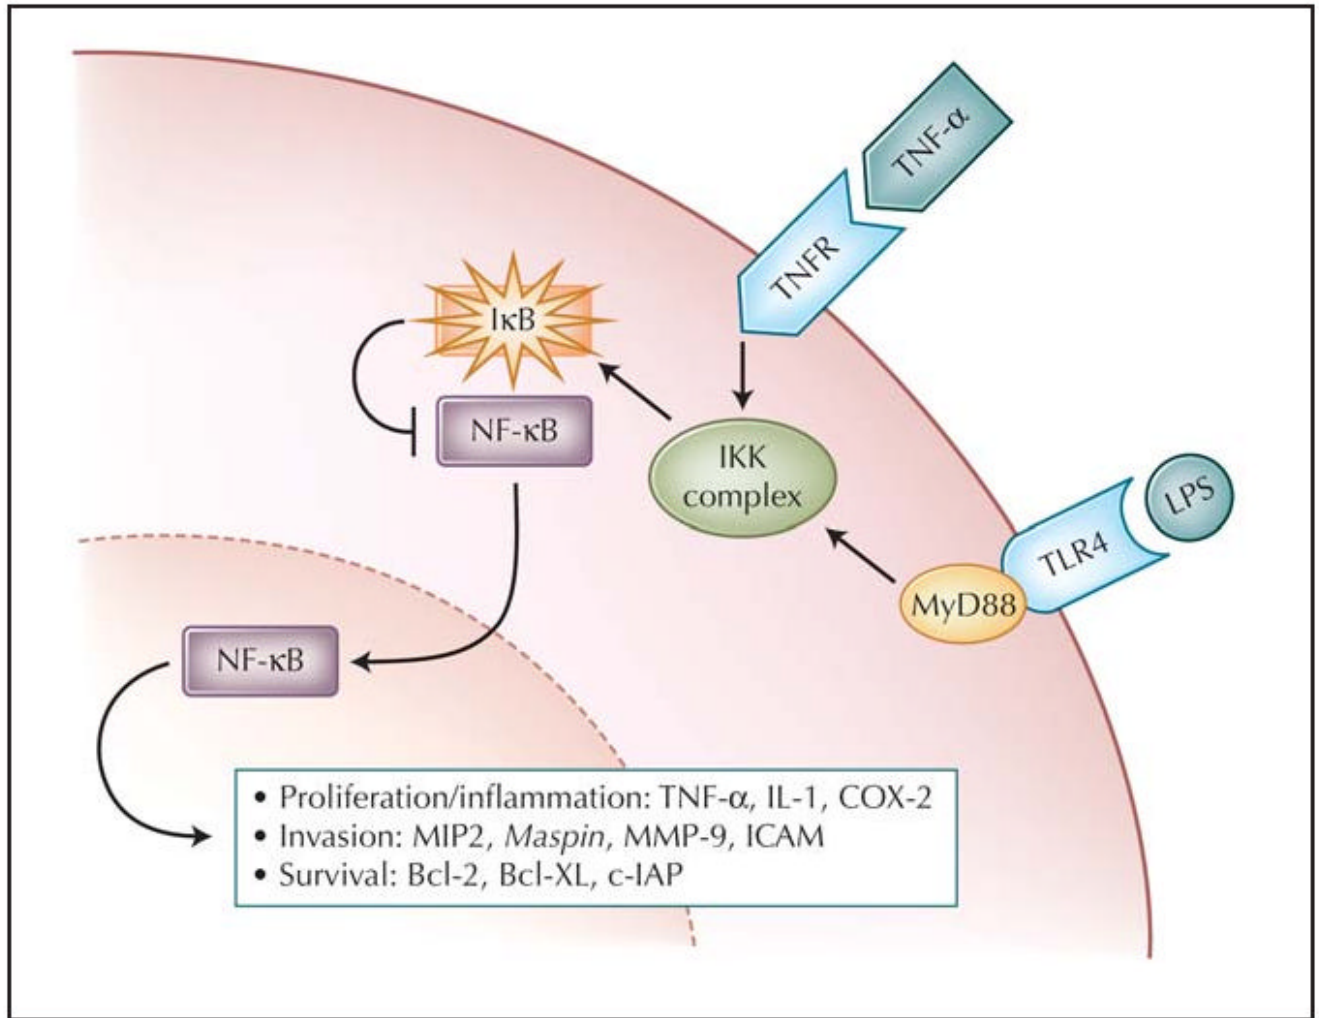 TNF-α
TNFR
IκB
NF-κB
IKK
complex
LPS
TLR4
MyD88
NF-κB
• Proliferation/inflammation: TNF-α, IL-1, COX-2
• Invasion: MIP2, Maspin, MMP-9, ICAM
• Survival: Bcl-2, Bcl-XL, c-IAP